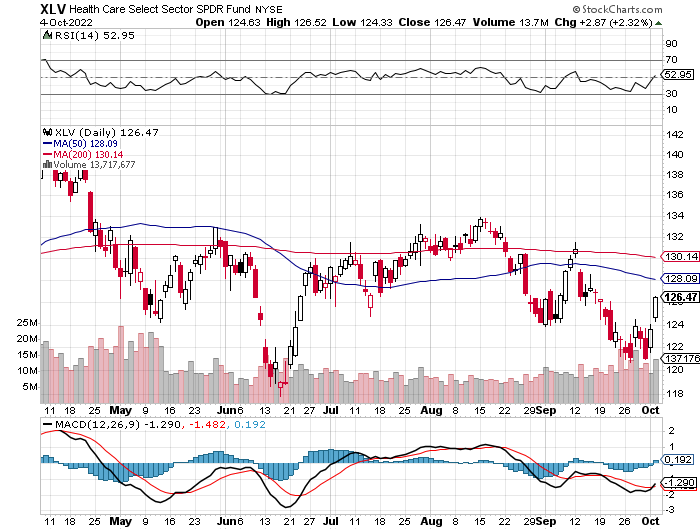 XLV Health Care Select Sector SPDR Fund NYSE © StockCharts.com
4-Oct-2022 Open 124.63 High 126.52 Low 124.33 Close 126.47 Volume 13.7M Chg +2.87 (+2.32%)
RSI(14) 52.95
90
70
52.95
30
10
XLV (Daily) 126.47
MA(50) 128.09
MA(200) 130.14
Volume 13,717,677
142
140
138
136
134
132
130.14
128.09
126.47
124
122
120
118
25M
20M
15M
10M
5M
11 18 25 May 9 16 23 Jun 6 13 21 27 Jul 11 18 25 Aug 8 15 22 Sep 12 19 26 Oct
MACD(12,26,9) -1.290, -1.482, 0.192
2
1
0.192
-1.290
-2
-3
11 18 25 May 9 16 23 Jun 6 13 21 27 Jul 11 18 25 Aug 8 15 22 Sep 12 19 26 Oct